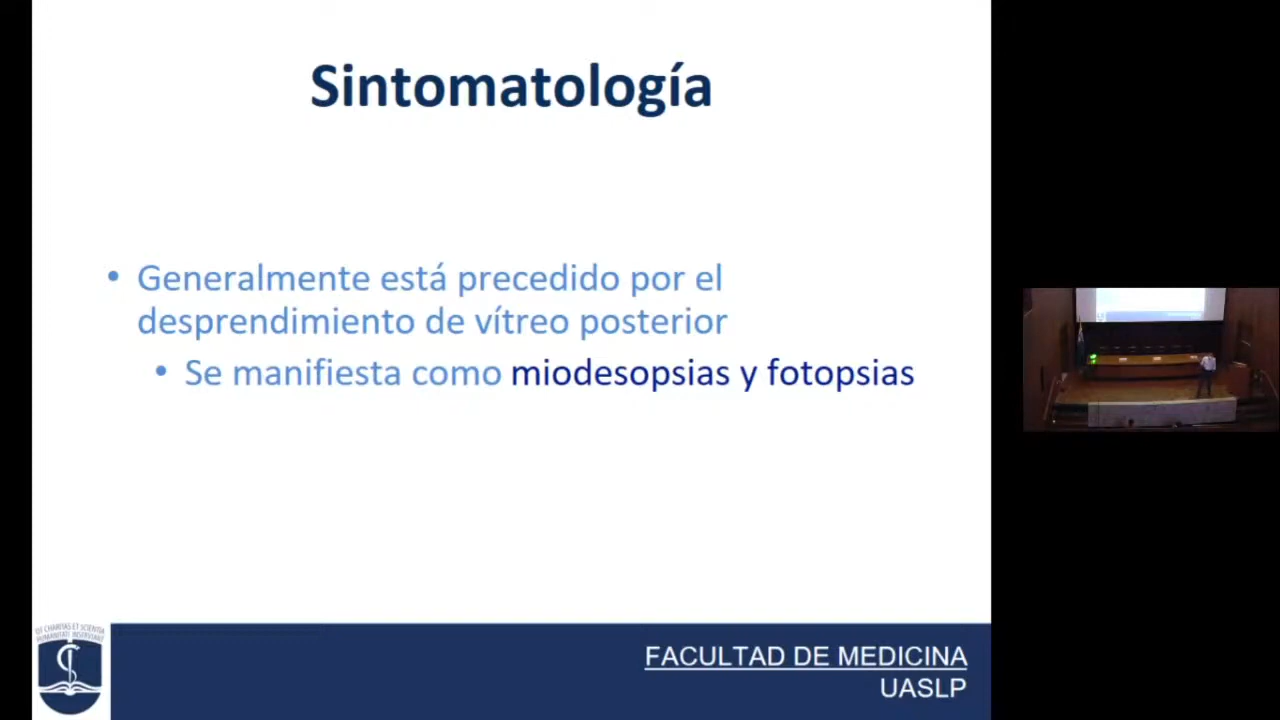 Sintomatología
• Generalmente está precedido por el
desprendimiento de vítreo posterior
• Se manifiesta como miodesopsias y fotopsias
FACULTAD DE MEDICINA
UASLP